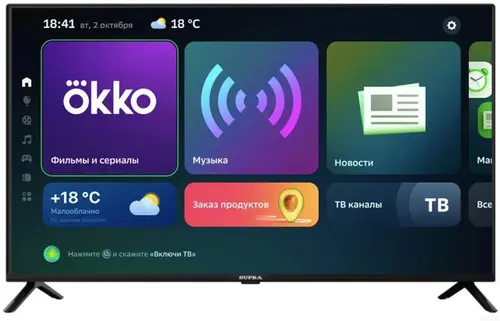 18:41 вт, 2 октября 18 °C
ökko
Фильмы и сериалы
Музыка
Новости
Ма
+18 °C
Малооблачно
Заказ продуктов
ТВ каналы
ТВ
Все
Нажмите и скажите «Включи ТВ»
SUPRA